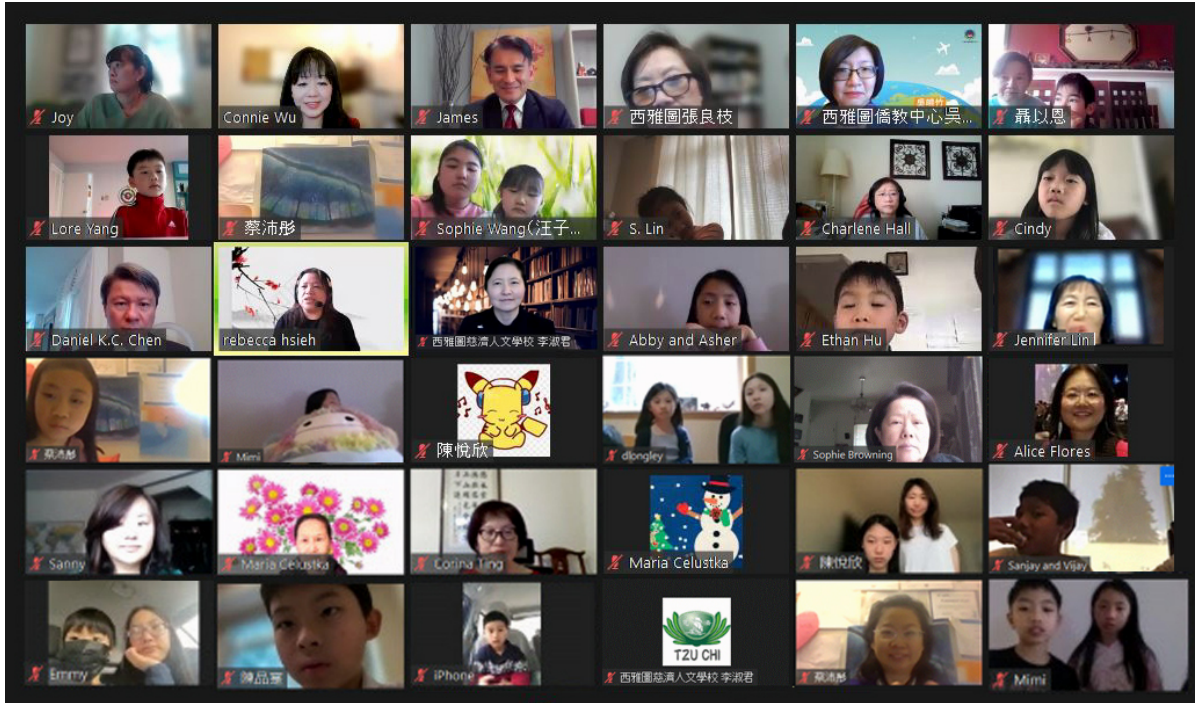 Joy
Connie Wu
James
西雅圖張良枝
西雅圖僑教中心吳...
聶以恩
Lore Yang
蔡沛彤
Sophie Wang(汪子...
S. Lin
Charlene Hall
Cindy
Daniel K.C. Chen
rebecca hsieh
西雅圖慈濟人文學校 李淑君
Abby and Asher
Ethan Hu
Jennifer Lin
蔡沛彤
Mimi
陳悅欣
dlongley
Sophie Browning
Alice Flores
Sanny
Maria Celustka
Corina Ting
Maria Celustka
陳悅欣
Sanjay and Vijay
Emmy
iPhone
TZU CHI
西雅圖慈濟人文學校 李淑君
蔡沛彤
Mimi